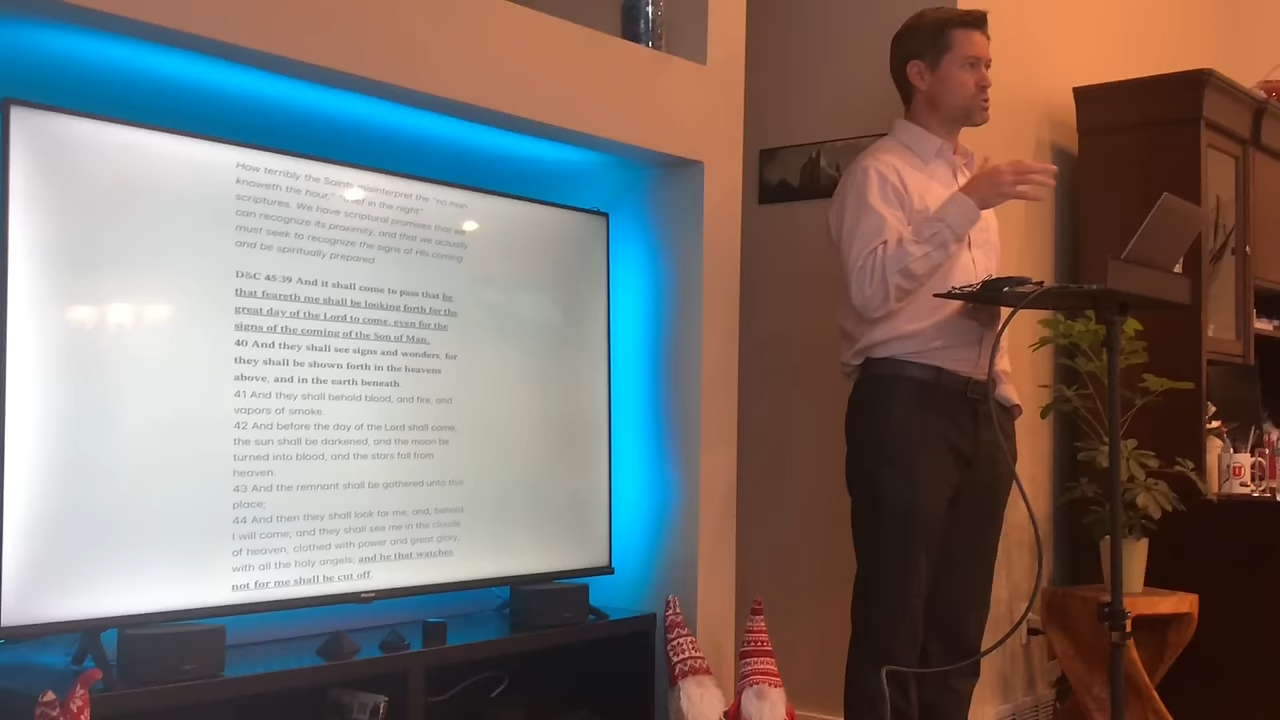 How terribly the Saints misinterpret the "no man
knoweth the hour," in the night"
scriptures. We have scriptural promises that we
can recognize its proximity, and that we actually
must seek to recognize the signs of His coming
and be spiritually prepared
D&C 45:39 And it shall come to pass that he
that feareth me shall be looking forth for the
great day of the Lord to come, even for the
signs of the coming of the Son of Man.
40 And they shall see signs and wonders, for
they shall be shown forth in the heavens
above, and in the earth beneath.
41 And they shall behold blood, and fire, and
vapors of smoke.
42 And before the day of the Lord shall come,
the sun shall be darkened, and the moon be
turned into blood, and the stars fall from
heaven.
43 And the remnant shall be gathered unto this
place;
44 And then they shall look for me, and, behold
I will come; and they shall see me in the clouds
of heaven, clothed with power and great glory;
with all the holy angels; and he that watches
not for me shall be cut off.
U